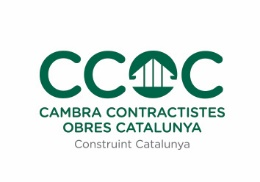 CCOC
CAMBRA CONTRACTISTES
OBRES CATALUNYA
Construint Catalunya